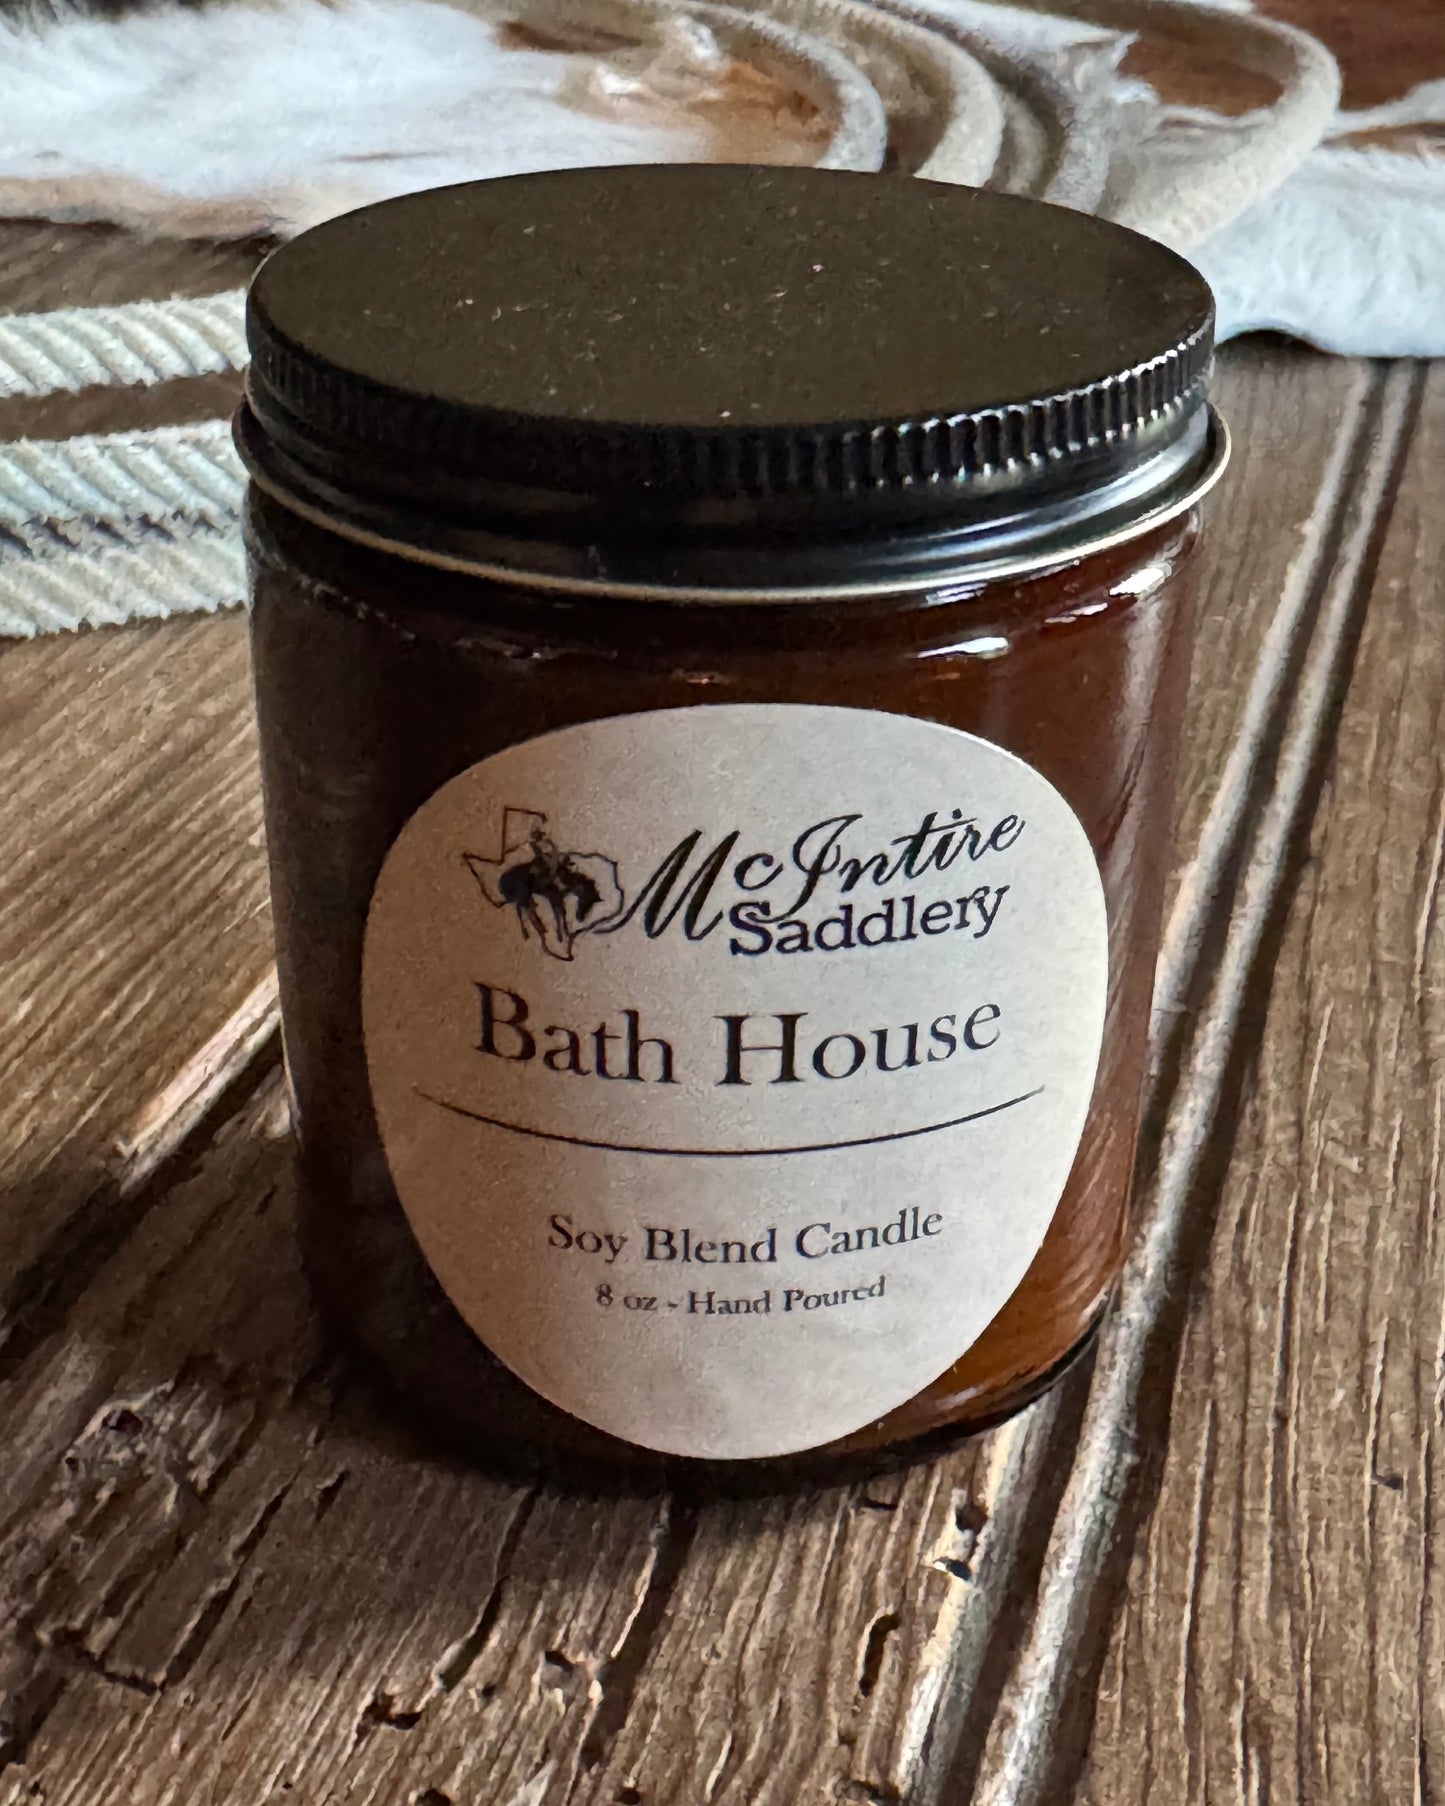 McIntire
Saddlery
Bath House
Soy Blend Candle
8 oz - Hand Poured